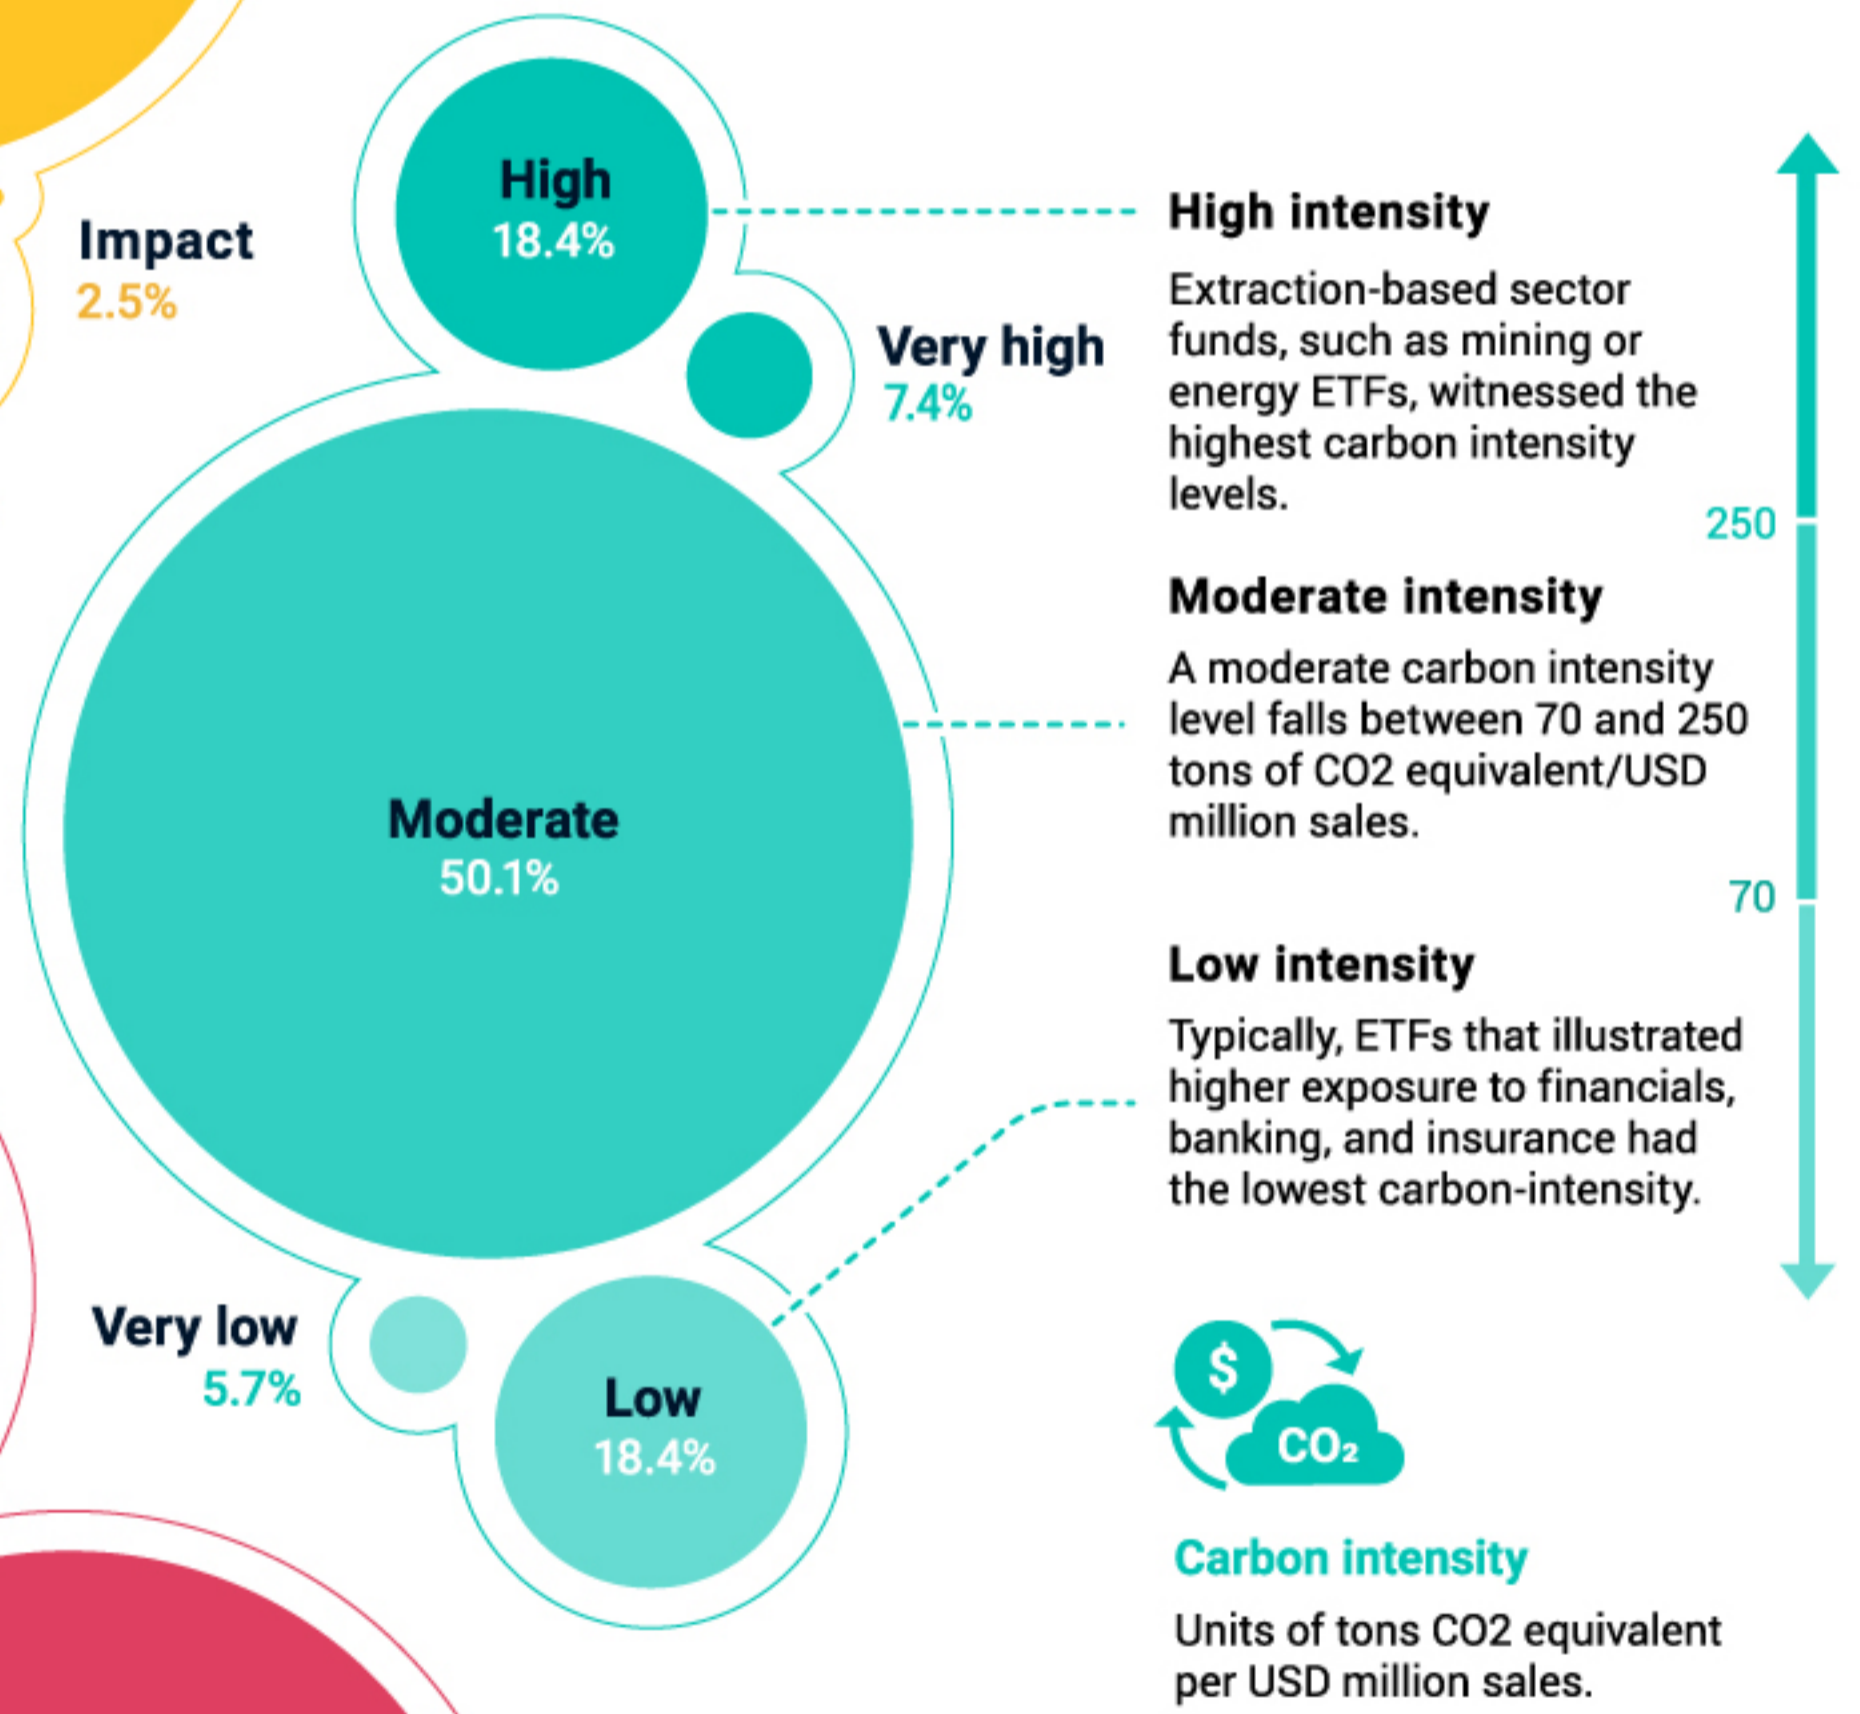 Impact
2.5%
High
18.4%
Very high
7.4%
Moderate
50.1%
Very low
5.7%
Low
18.4%
High intensity
Extraction-based sector
funds, such as mining or
energy ETFs, witnessed the
highest carbon intensity
levels.
250
Moderate intensity
A moderate carbon intensity
level falls between 70 and 250
tons of CO2 equivalent/USD
million sales.
70
Low intensity
Typically, ETFs that illustrated
higher exposure to financials,
banking, and insurance had
the lowest carbon-intensity.
$
CO₂
Carbon intensity
Units of tons CO2 equivalent
per USD million sales.